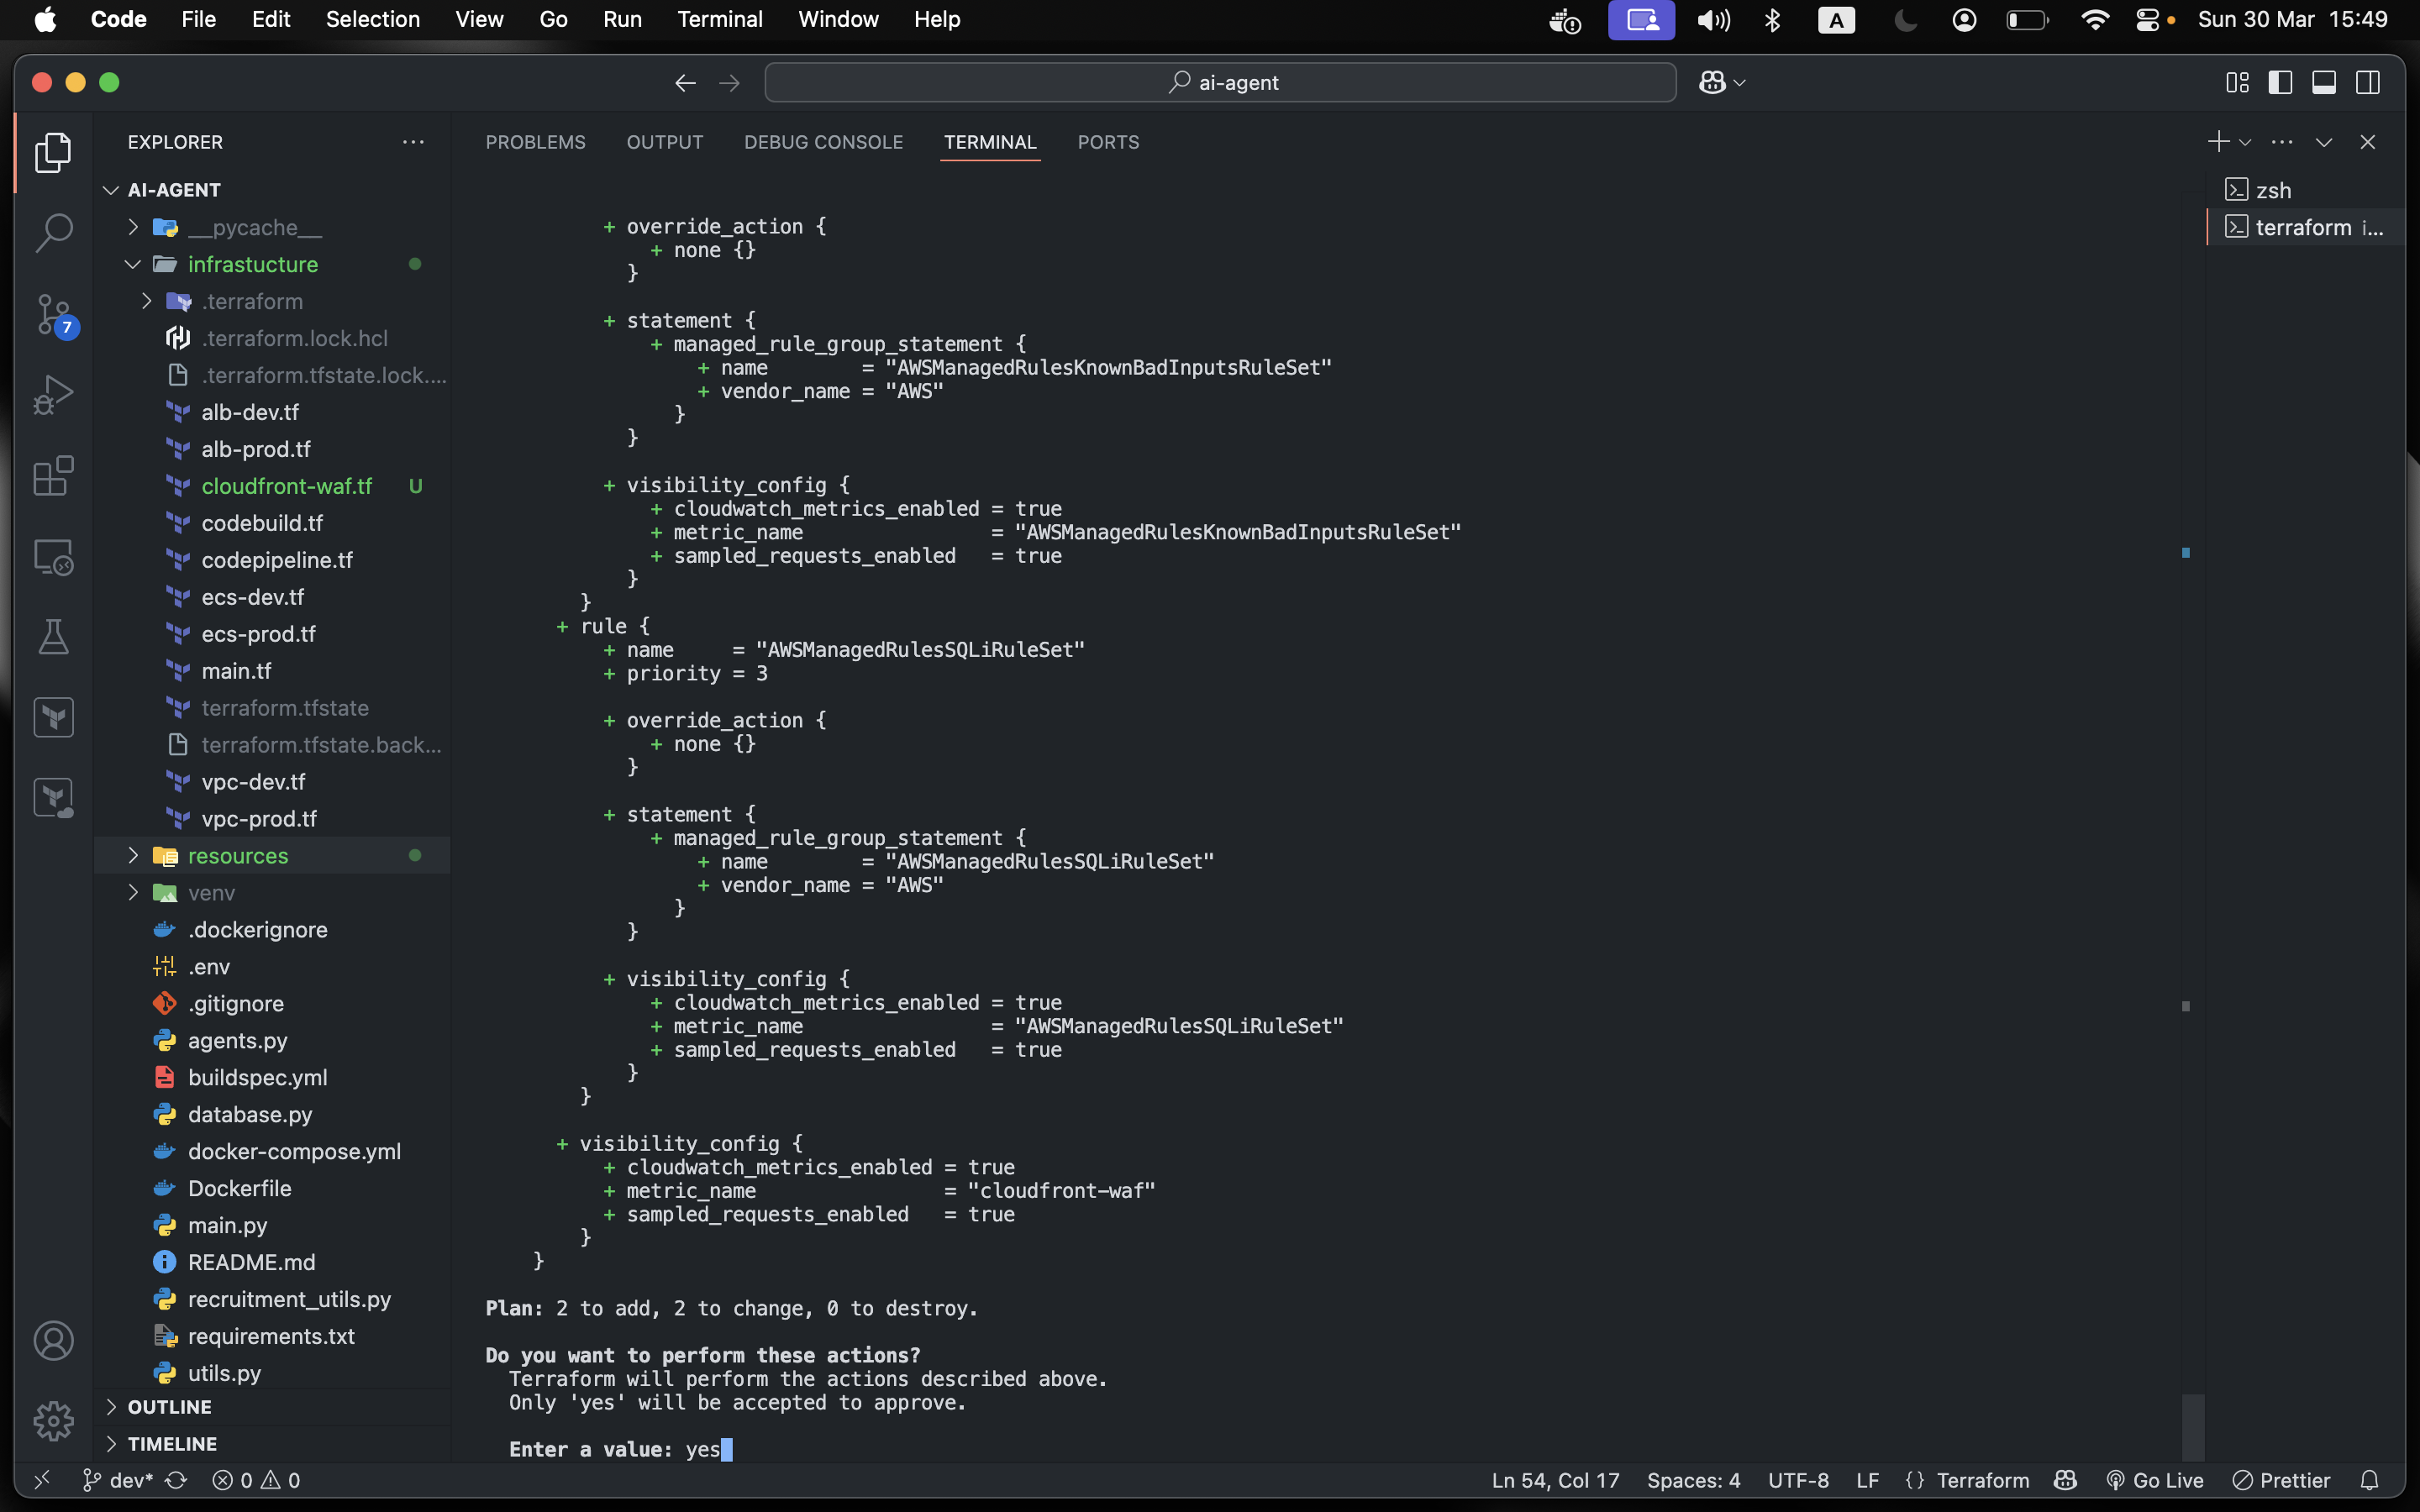 Code File Edit Selection View Go Run Terminal Window Help
A
Sun 30 Mar 15:49
ai-agent
EXPLORER
AI-AGENT
__pycache__
infrastucture
.terraform
.terraform.lock.hcl
.terraform.tfstate.lock....
alb-dev.tf
alb-prod.tf
cloudfront-waf.tf U
codebuild.tf
codepipeline.tf
ecs-dev.tf
ecs-prod.tf
main.tf
terraform.tfstate
terraform.tfstate.back...
vpc-dev.tf
vpc-prod.tf
resources
venv
.dockerignore
.env
.gitignore
agents.py
buildspec.yml
database.py
docker-compose.yml
Dockerfile
main.py
README.md
recruitment_utils.py
requirements.txt
utils.py
OUTLINE
TIMELINE
7
PROBLEMS OUTPUT DEBUG CONSOLE TERMINAL PORTS
+ override_action {
+ none {}
}
+ statement {
+ managed_rule_group_statement {
+ name = "AWSManagedRulesKnownBadInputsRuleSet"
+ vendor_name = "AWS"
}
}
+ visibility_config {
+ cloudwatch_metrics_enabled = true
+ metric_name = "AWSManagedRulesKnownBadInputsRuleSet"
+ sampled_requests_enabled = true
}
}
+ rule {
+ name = "AWSManagedRulesSQLiRuleSet"
+ priority = 3
+ override_action {
+ none {}
}
+ statement {
+ managed_rule_group_statement {
+ name = "AWSManagedRulesSQLiRuleSet"
+ vendor_name = "AWS"
}
}
+ visibility_config {
+ cloudwatch_metrics_enabled = true
+ metric_name = "AWSManagedRulesSQLiRuleSet"
+ sampled_requests_enabled = true
}
}
+ visibility_config {
+ cloudwatch_metrics_enabled = true
+ metric_name = "cloudfront-waf"
+ sampled_requests_enabled = true
}
}
Plan: 2 to add, 2 to change, 0 to destroy.
Do you want to perform these actions?
Terraform will perform the actions described above.
Only 'yes' will be accepted to approve.
Enter a value: yes
zsh
terraform i...
dev* 0 0
Ln 54, Col 17 Spaces: 4 UTF-8 LF {} Terraform Go Live Prettier